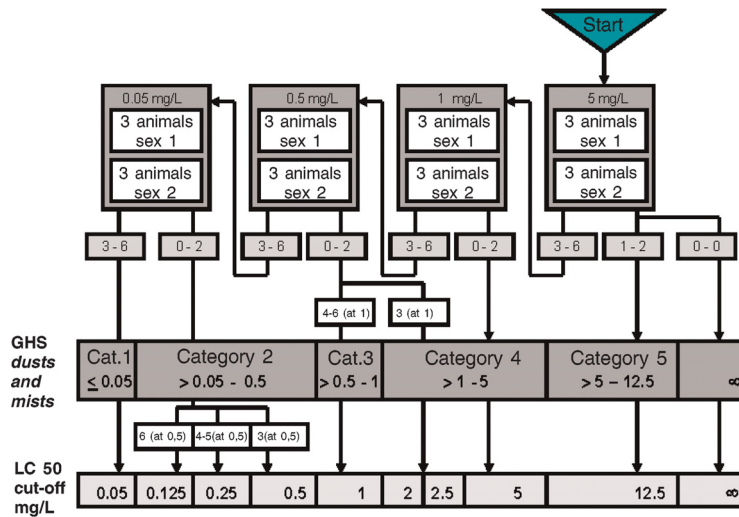 Start
0.05 mg/L
0.5 mg/L
1 mg/L
5 mg/L
3 animals
sex 1
3 animals
sex 1
3 animals
sex 1
3 animals
sex 1
3 animals
sex 2
3 animals
sex 2
3 animals
sex 2
3 animals
sex 2
3 - 6
0 - 2
3 - 6
0 - 2
3 - 6
0 - 2
3 - 6
1 - 2
0 - 0
4-6 (at 1)
3 (at 1)
GHS
dusts
and
mists
Cat.1
≤ 0.05
Category 2
> 0.05 - 0.5
Cat.3
> 0.5 - 1
Category 4
> 1 - 5
Category 5
> 5 – 12.5
∞
6 (at 0,5)
4-5(at 0,5)
3(at 0,5)
LC 50
cut-off
mg/L
0.05
0.125
0.25
0.5
1
2
2.5
5
12.5
∞